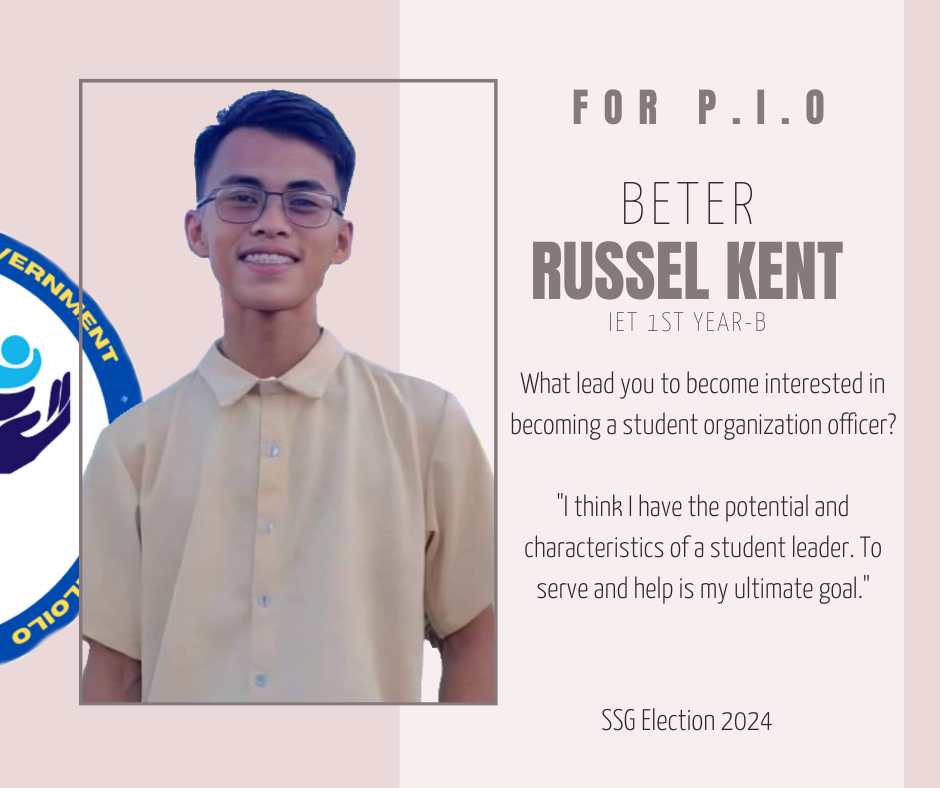 FOR P.I.O
BETER
RUSSEL KENT
IET 1ST YEAR-B
What lead you to become interested in
becoming a student organization officer?
"I think I have the potential and
characteristics of a student leader. To
serve and help is my ultimate goal."
SSG Election 2024
VERNMENT
ILOILO